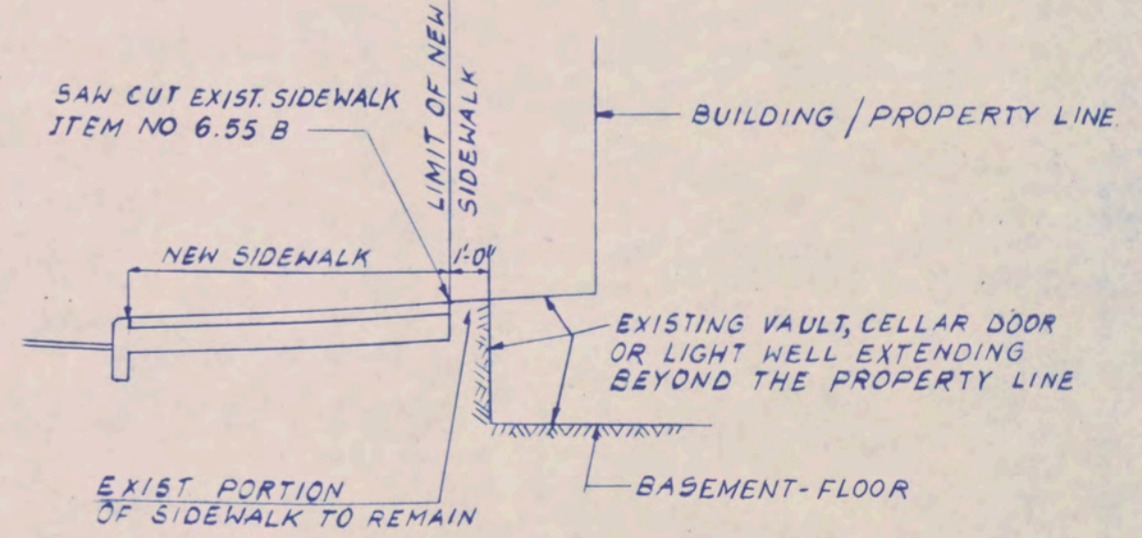 LIMIT OF NEW
SIDEWALK
SAW CUT EXIST. SIDEWALK
ITEM NO 6.55 B
BUILDING / PROPERTY LINE
NEW SIDEWALK
1'-0"
EXISTING VAULT, CELLAR DOOR
OR LIGHT WELL EXTENDING
BEYOND THE PROPERTY LINE
EXIST PORTION
OF SIDEWALK TO REMAIN
BASEMENT-FLOOR